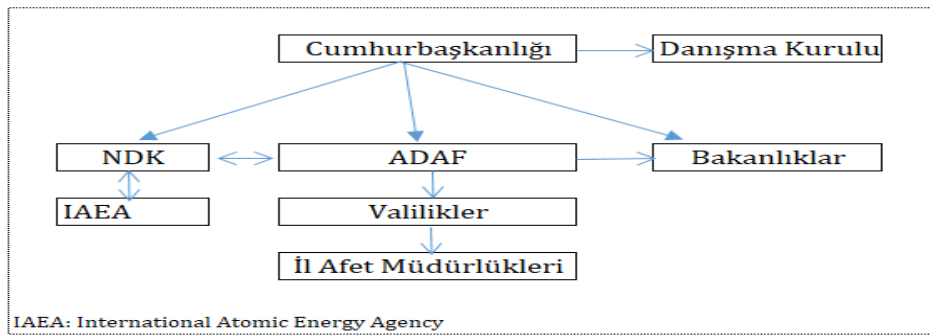 Cumhurbaşkanlığı
Danışma Kurulu
NDK
ADAF
Bakanlıklar
IAEA
Valilikler
İl Afet Müdürlükleri
IAEA: International Atomic Energy Agency